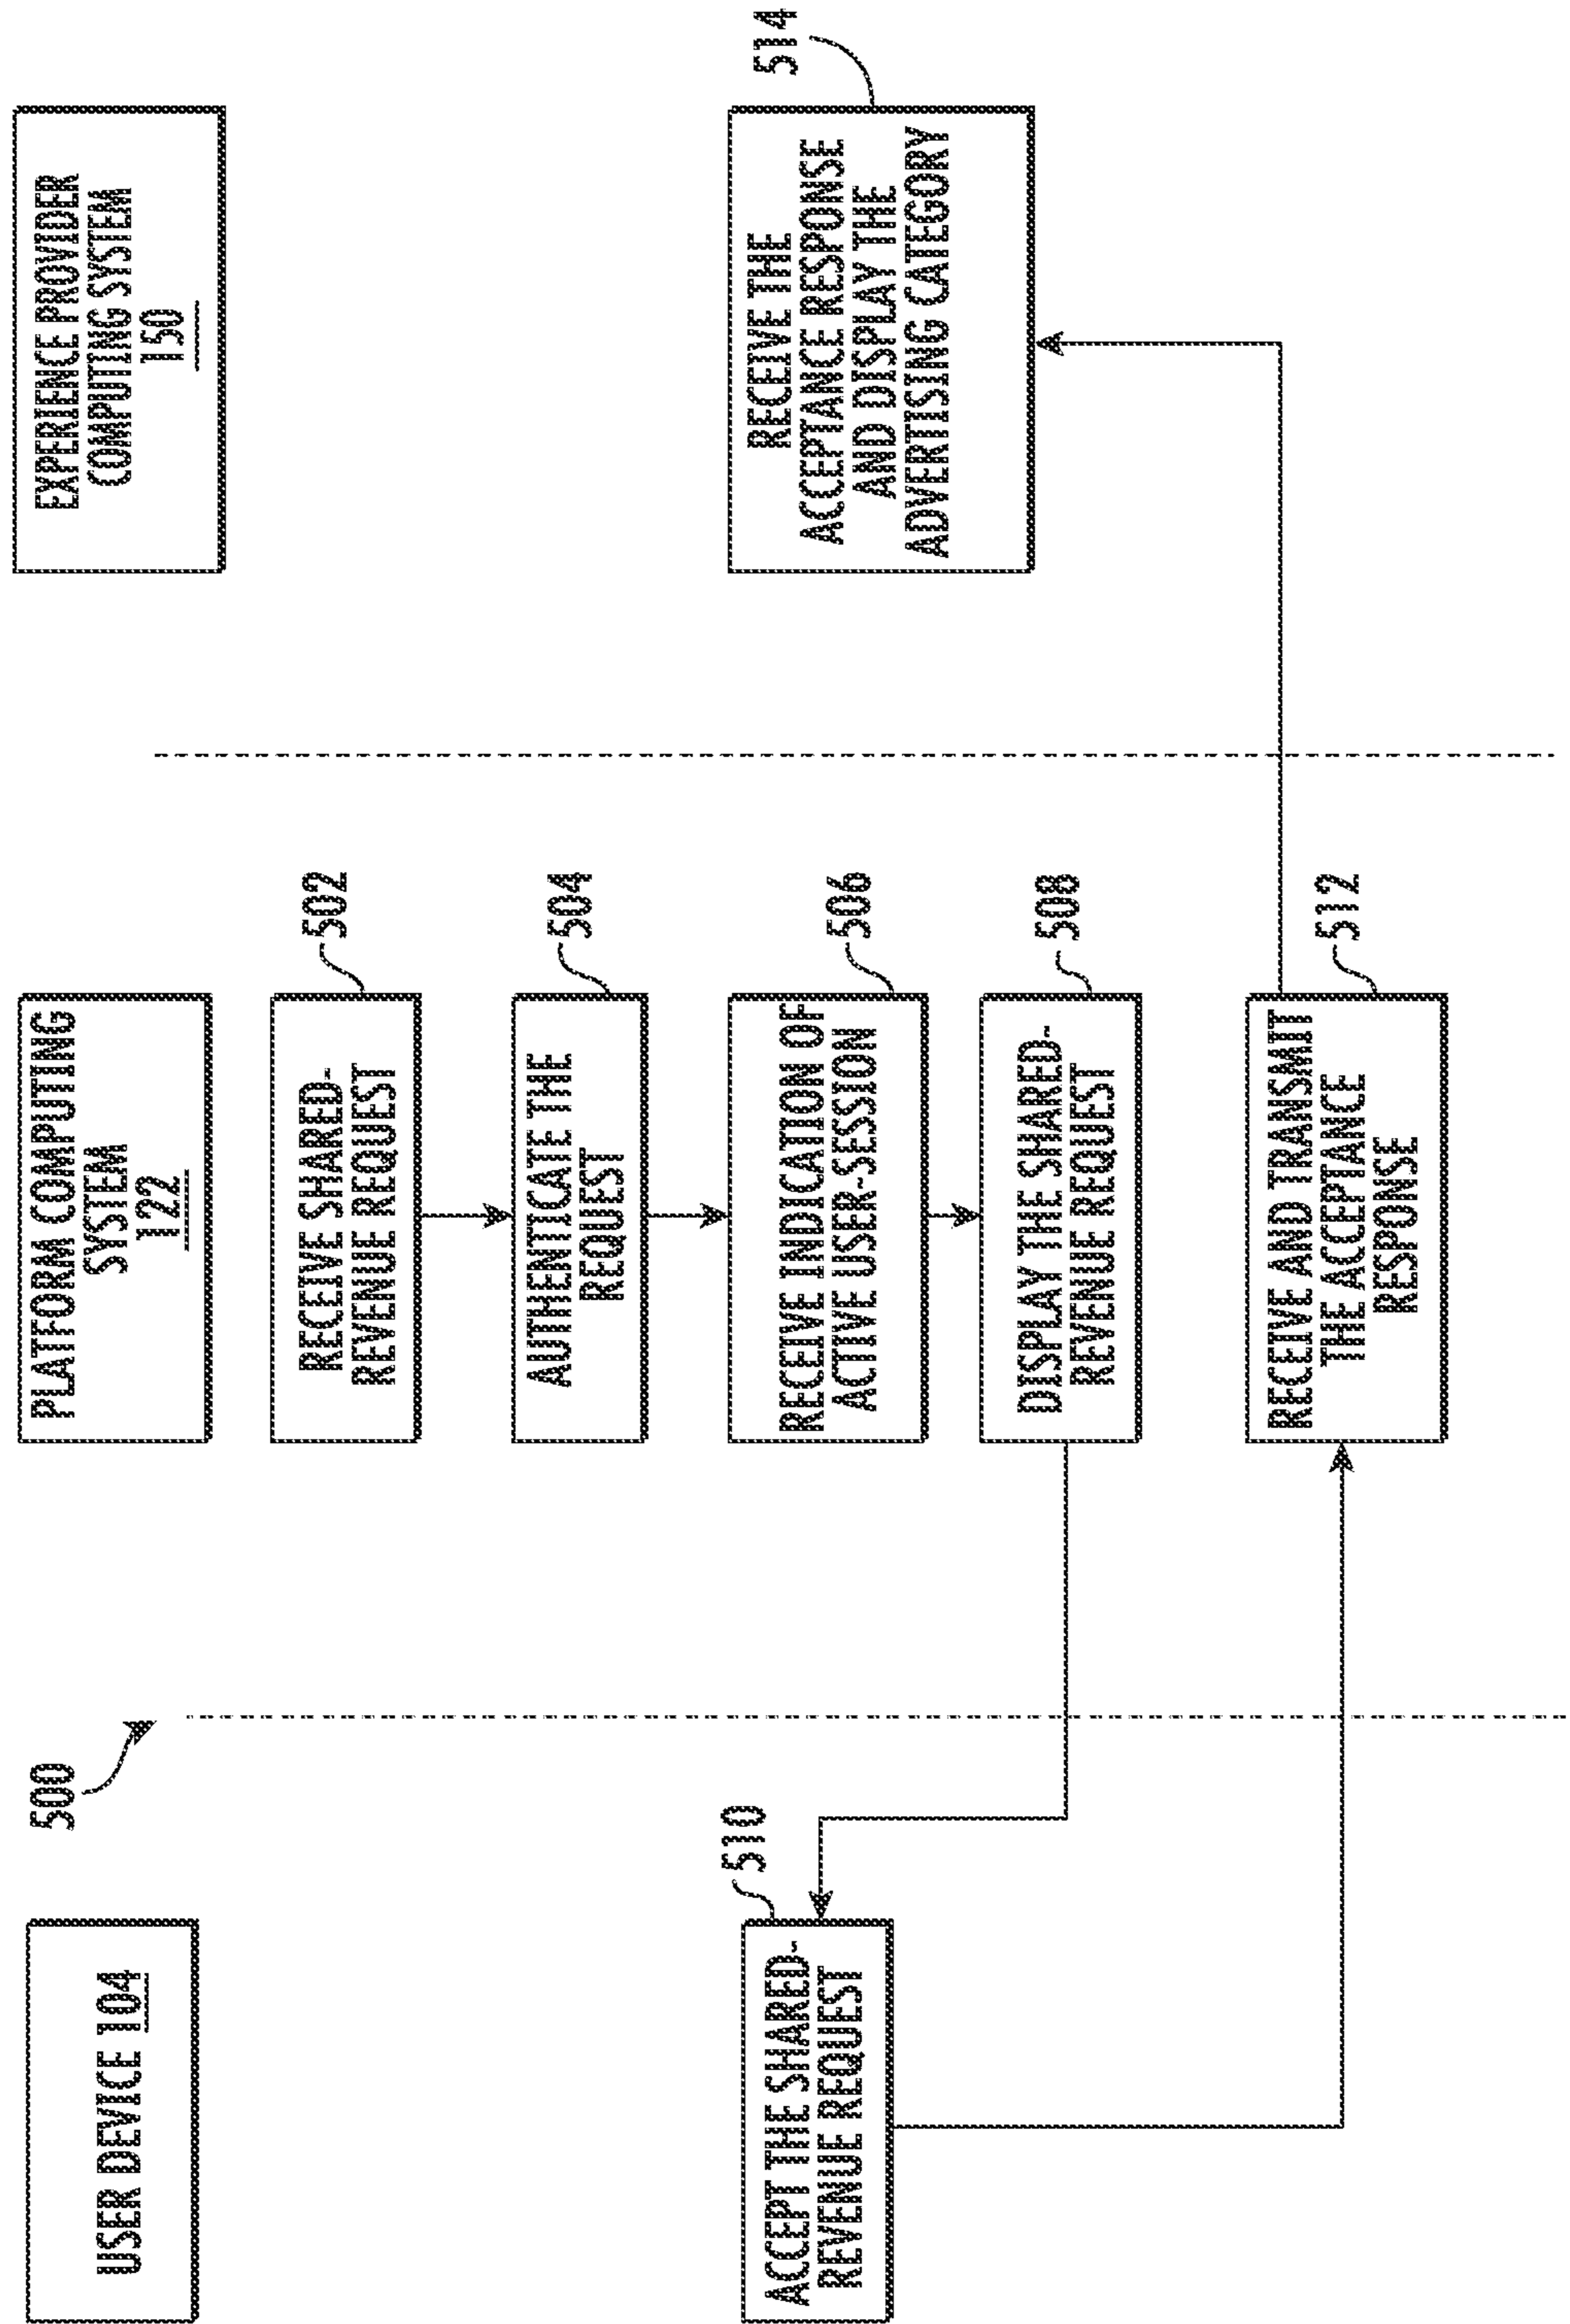 500
USER DEVICE 104
PLATFORM COMPUTING
SYSTEM
122
EXPERIENCE PROVIDER
COMPUTING SYSTEM
150
RECEIVE SHARED-
REVENUE REQUEST
502
AUTHENTICATE THE
REQUEST
504
RECEIVE INDICATION OF
ACTIVE USER-SESSION
506
DISPLAY THE SHARED-
REVENUE REQUEST
508
ACCEPT THE SHARED-
REVENUE REQUEST
510
RECEIVE AND TRANSMIT
THE ACCEPTANCE
RESPONSE
512
RECEIVE THE
ACCEPTANCE RESPONSE
AND DISPLAY THE
ADVERTISING CATEGORY
514